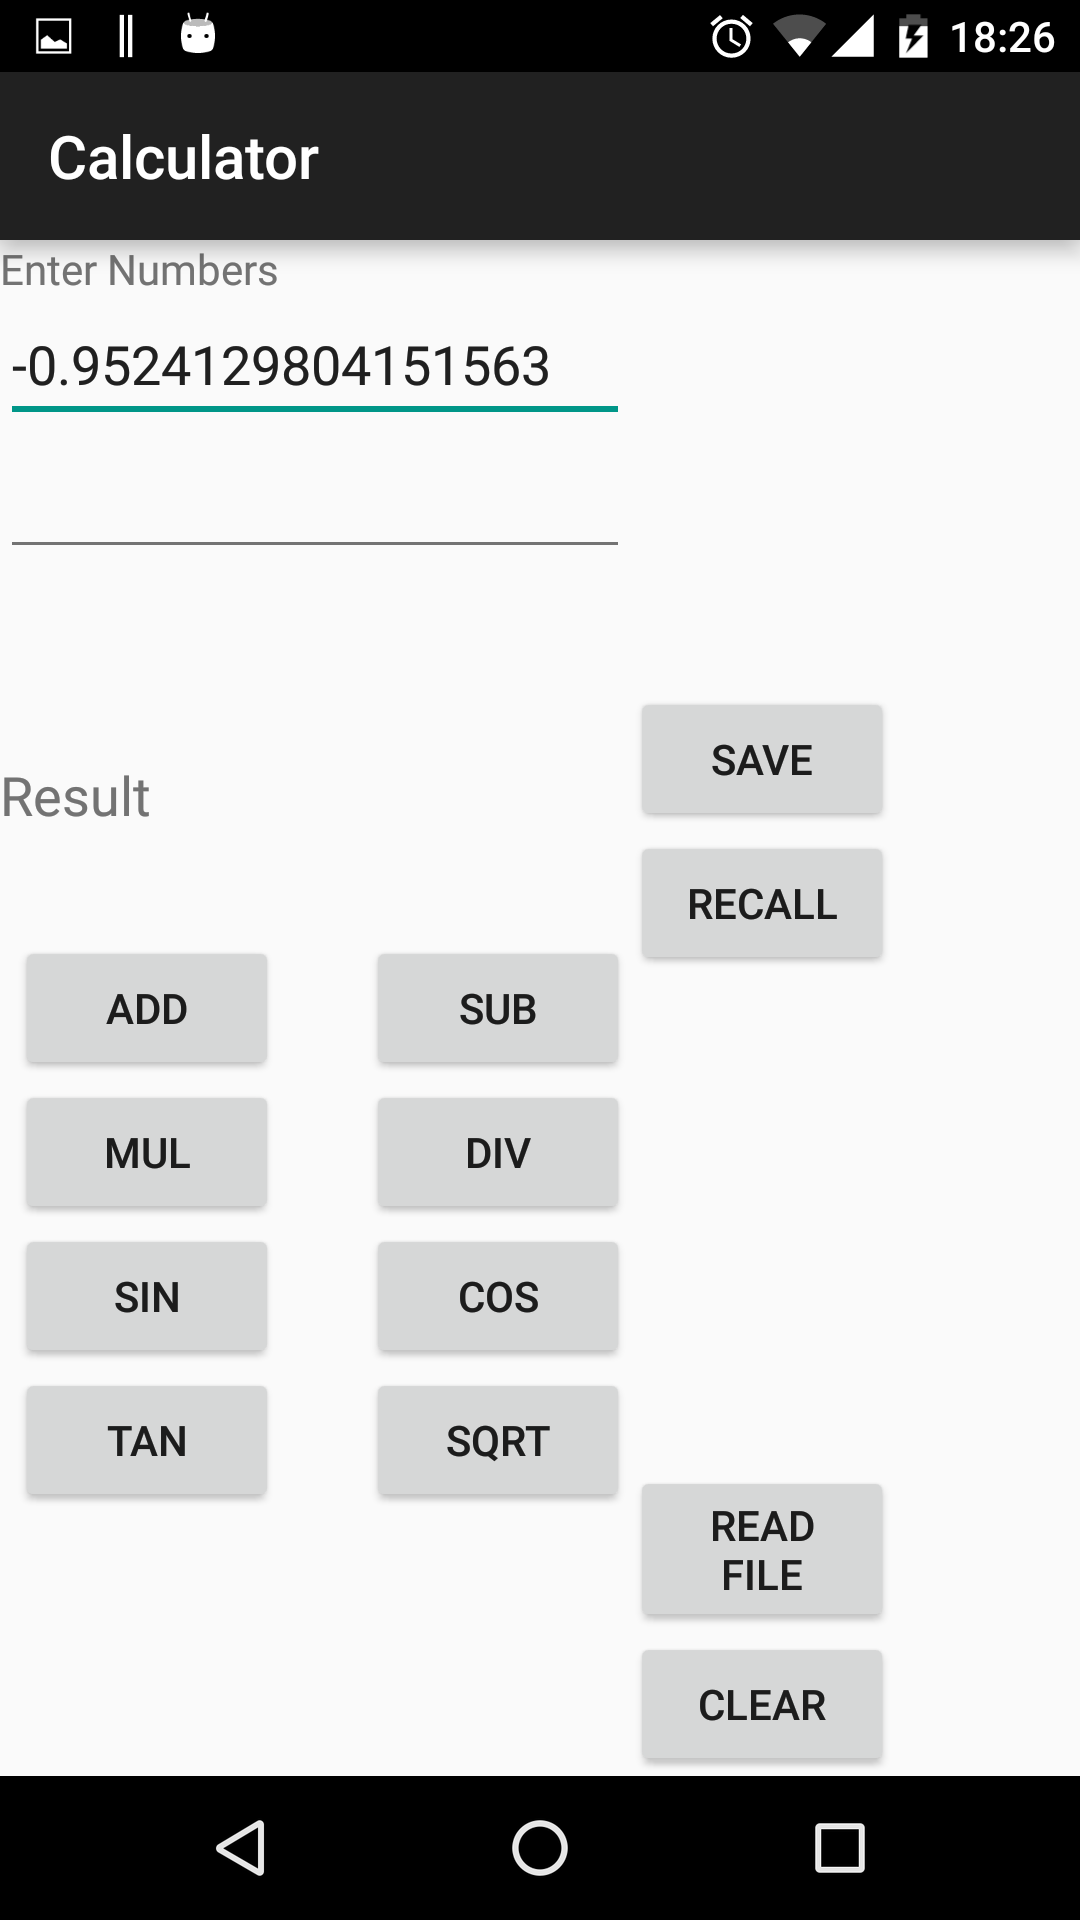 18:26
Calculator
Enter Numbers
-0.9524129804151563
SAVE
Result
RECALL
ADD
SUB
MUL
DIV
SIN
COS
TAN
SQRT
READ
FILE
CLEAR